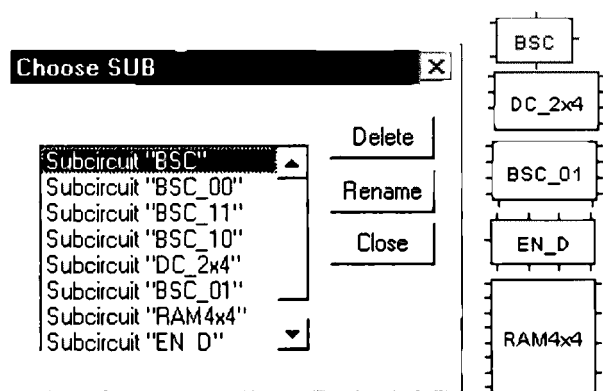 Choose SUB
Subcircuit "BSC"
Subcircuit "BSC_00"
Subcircuit "BSC_11"
Subcircuit "BSC_10"
Subcircuit "DC_2x4"
Subcircuit "BSC_01"
Subcircuit "RAM4x4"
Subcircuit "EN_D"
Delete
Rename
Close
BSC
DC_2x4
BSC_01
EN_D
RAM4x4